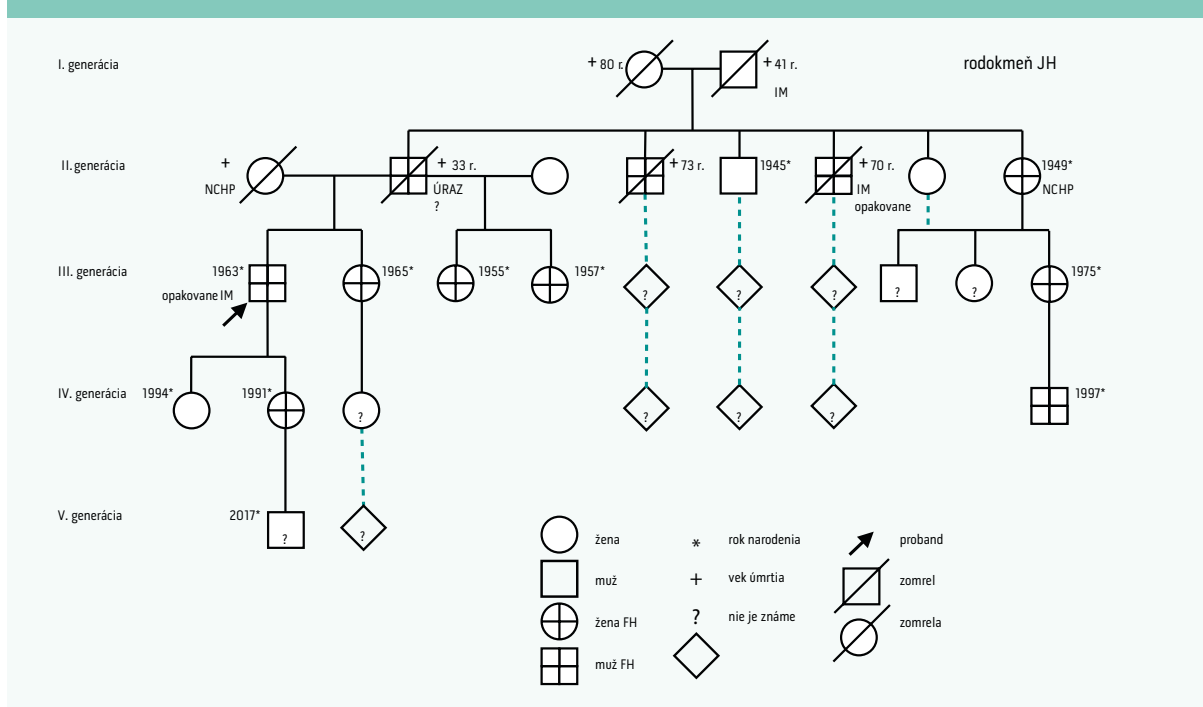 I. generácia
+ 80 r.
+ 41 r.
IM
rodokmeň JH
II. generácia
+
NCHP
+ 33 r.
ÚRAZ
?
+ 73 r.
1945*
+ 70 r.
IM
opakovane
1949*
NCHP
III. generácia
1963*
opakovane IM
1965*
1955*
1957*
?
?
?
?
?
1975*
IV. generácia
1994*
1991*
?
?
?
?
1997*
V. generácia
2017*
?
?
žena
muž
žena FH
muž FH
* rok narodenia
+ vek úmrtia
? nie je známe
proband
zomrel
zomrela